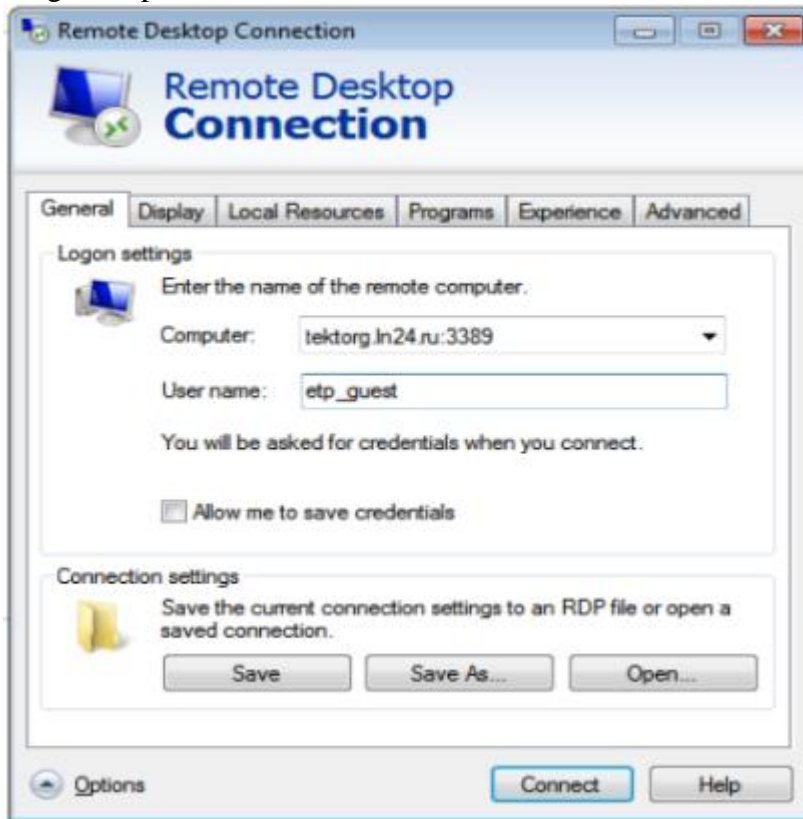 Remote Desktop Connection
Remote Desktop
Connection
General Display Local Resources Programs Experience Advanced
Logon settings
Enter the name of the remote computer.
Computer: tektorg.ln24.ru:3389
User name: etp_guest
You will be asked for credentials when you connect.
Allow me to save credentials
Connection settings
Save the current connection settings to an RDP file or open a
saved connection.
Save Save As... Open...
Options Connect Help